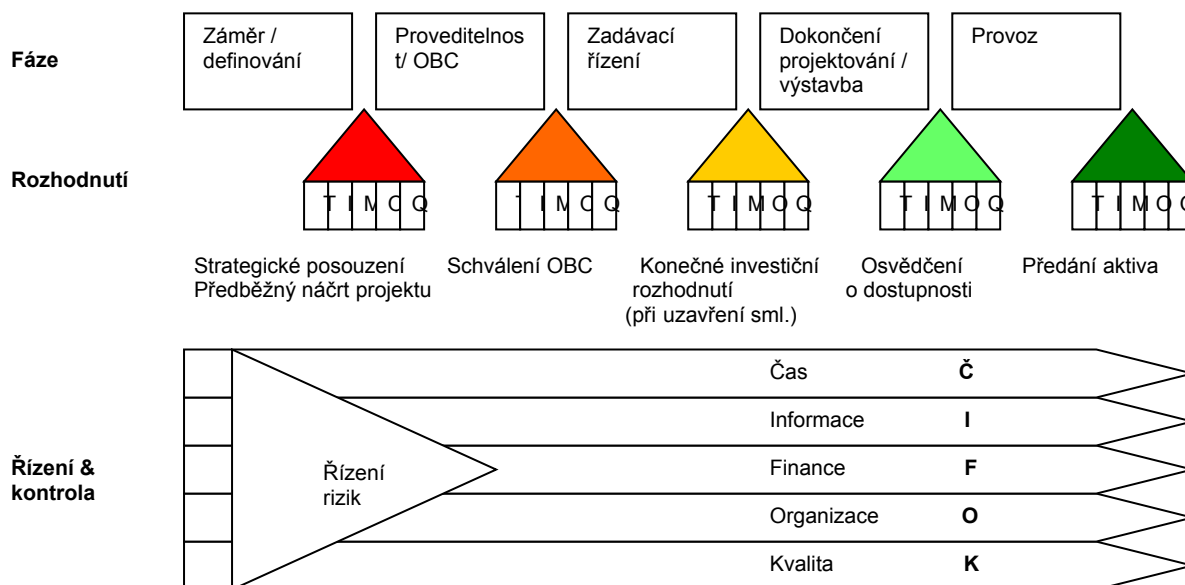 Fáze
Záměr /
definování
Proveditelnos
t/ OBC
Zadávací
řízení
Dokončení
projektování /
výstavba
Provoz
Rozhodnutí
T I M O Q
T I M O Q
T I M O Q
T I M O Q
T I M O Q
Strategické posouzení
Předběžný náčrt projektu
Schválení OBC
Konečné investiční
rozhodnutí
(při uzavření sml.)
Osvědčení
o dostupnosti
Předání aktiva
Řízení &
kontrola
Řízení
rizik
Čas Č
Informace I
Finance F
Organizace O
Kvalita K